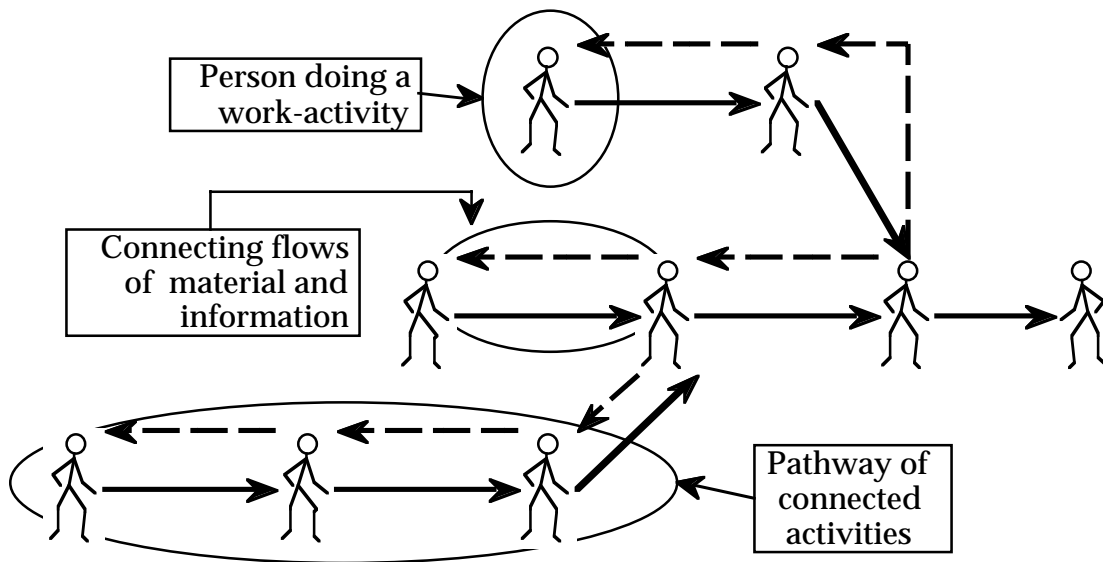 Person doing a
work-activity
Connecting flows
of material and
information
Pathway of
connected
activities